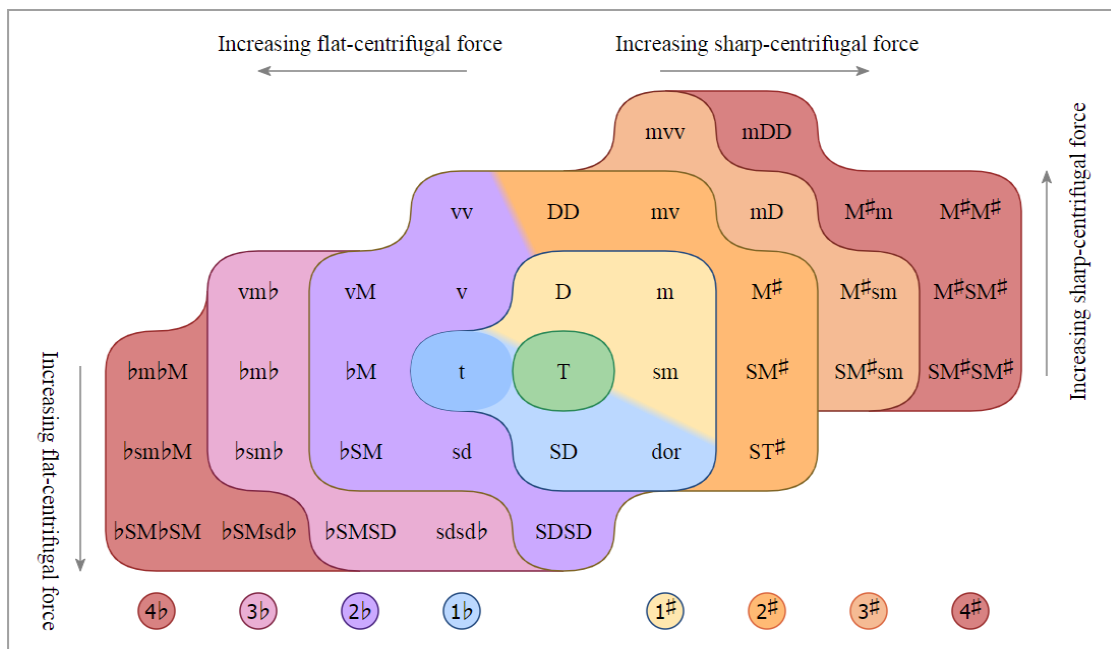 Increasing flat-centrifugal force
Increasing sharp-centrifugal force
mvv mDD
vv DD mv mD M♯m M♯M♯
vm♭ vM v D m M♯ M♯sm M♯SM♯
♭m♭M ♭m♭ ♭M t T sm SM♯ SM♯sm SM♯SM♯
♭sm♭M ♭sm♭ ♭SM sd SD dor ST♯
♭SM♭SM ♭SMsd♭ ♭SMSD sdsd♭ SDSD
4♭ 3♭ 2♭ 1♭ 1♯ 2♯ 3♯ 4♯
Increasing flat-centrifugal force
Increasing sharp-centrifugal force